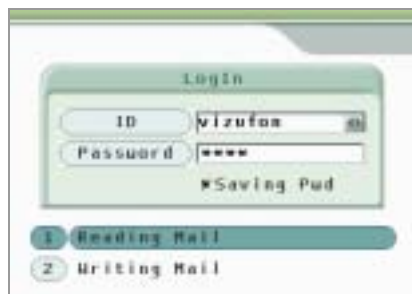 Login
ID vizufon
Password ****
Saving Pwd
1 Reading Mail
2 Writing Mail